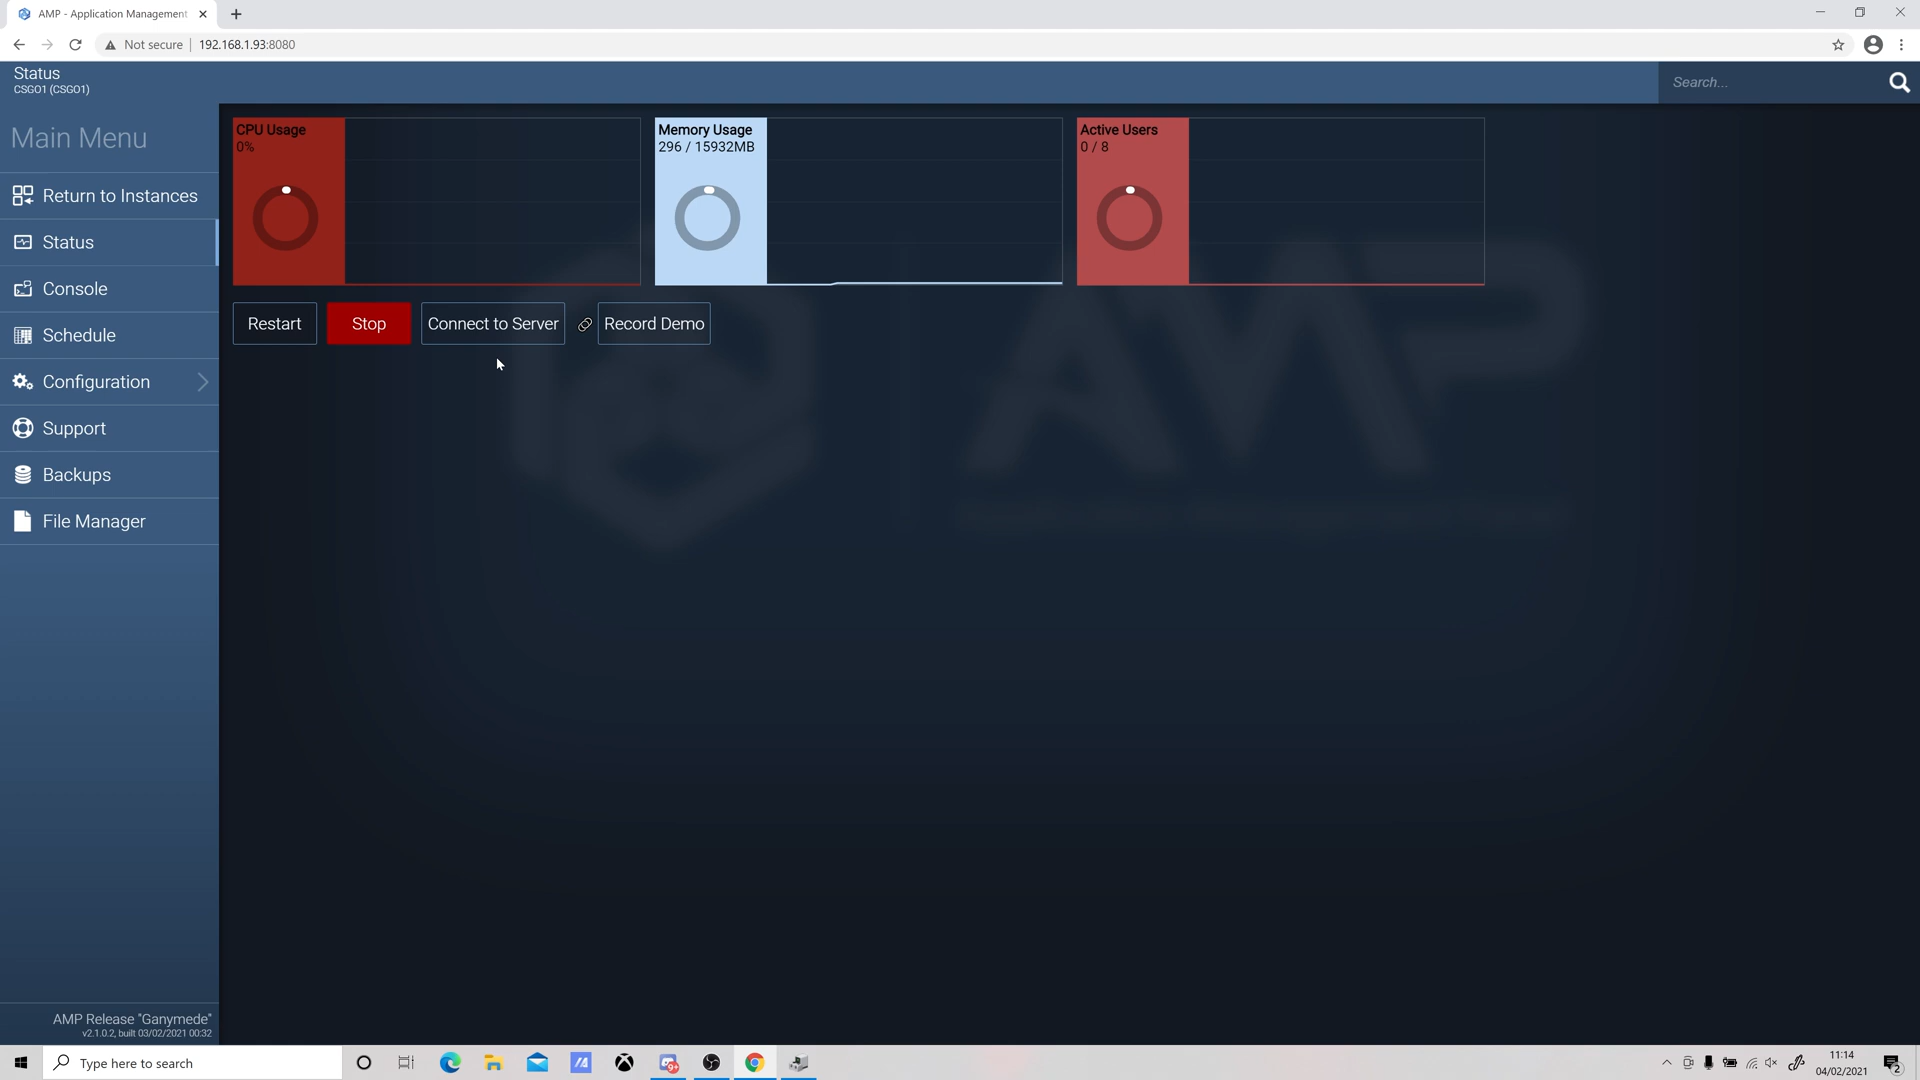 AMP - Application Management
Not secure
192.168.1.93:8080
Status
CSGO1 (CSGO1)
Search...
Main Menu
Return to Instances
Status
Console
Schedule
Configuration
Support
Backups
File Manager
CPU Usage
0%
Memory Usage
296 / 15932MB
Active Users
0 / 8
Restart
Stop
Connect to Server
Record Demo
AMP
AMP Release "Ganymede"
v2.1.0.2, built 03/02/2021 00:32
Type here to search
9+
11:14
04/02/2021
2